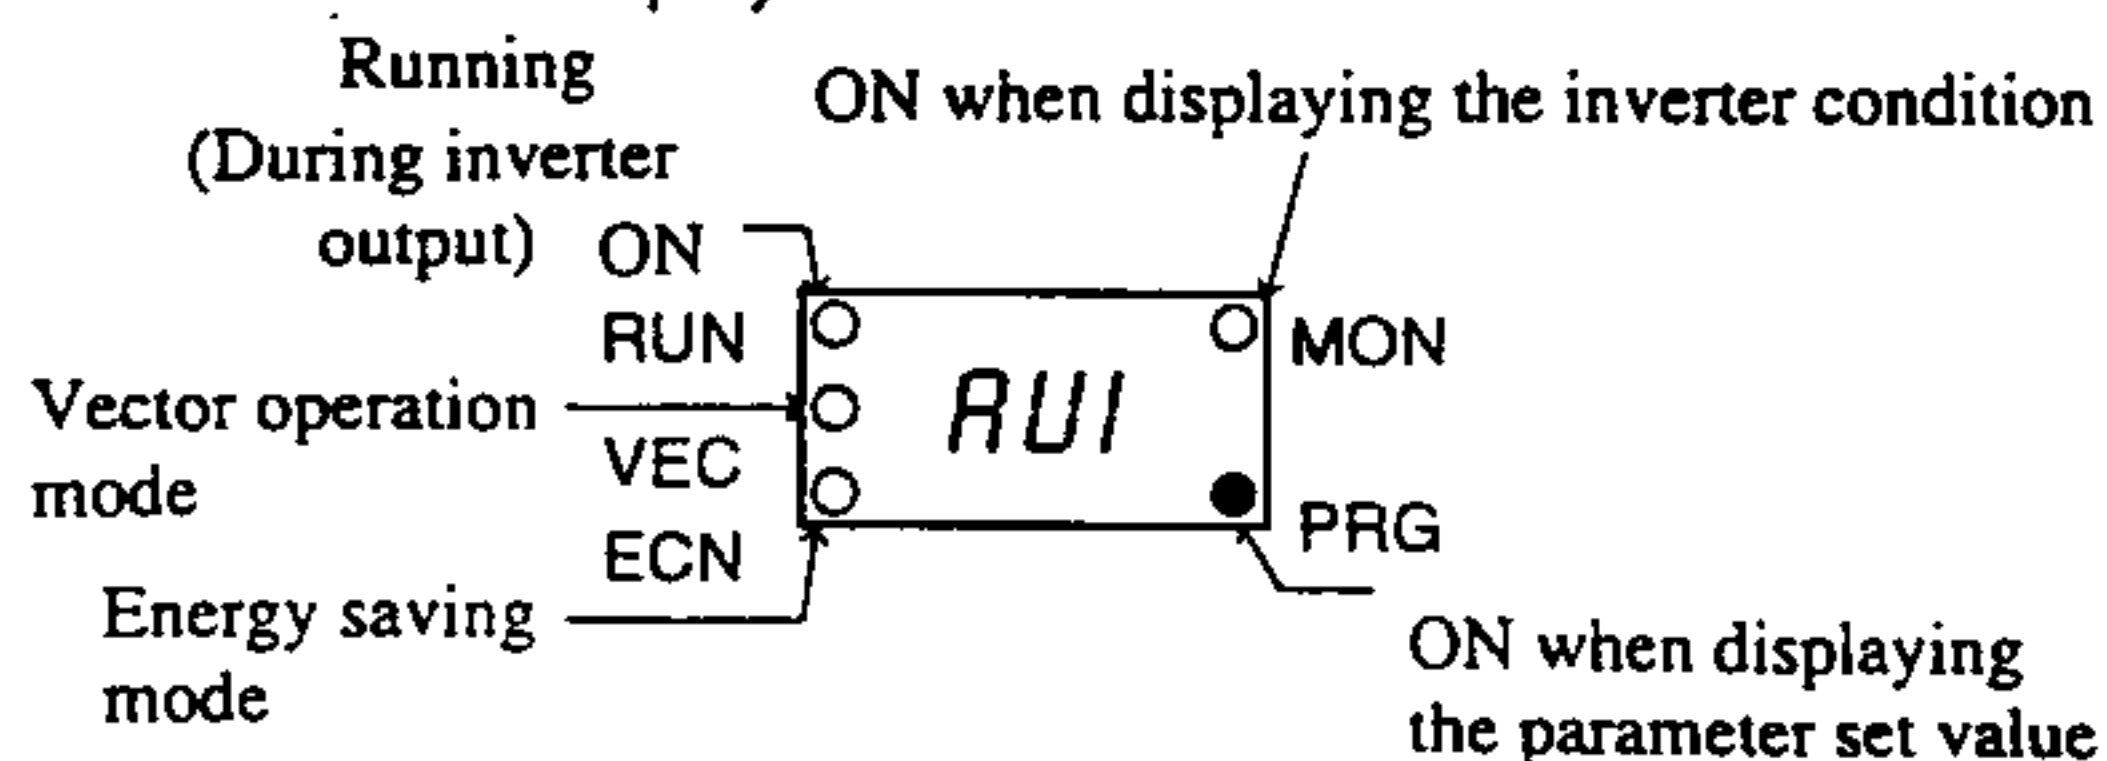 Running
(During inverter
output) ON
ON when displaying the inverter condition
RUN
MON
Vector operation
mode
VEC
AUI
ECN
PRG
Energy saving
mode
ON when displaying
the parameter set value